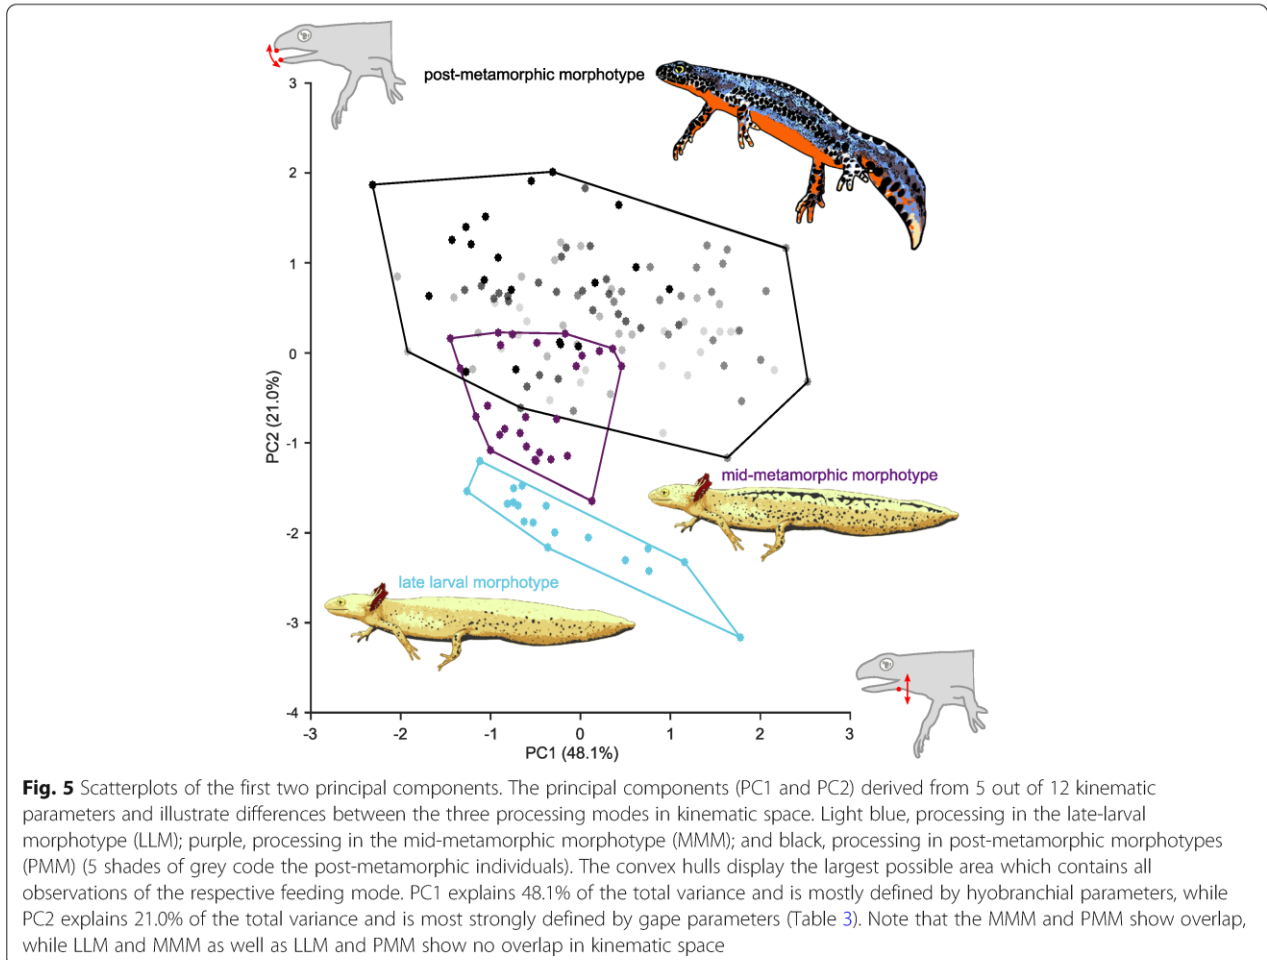 post-metamorphic morphotype
3
2
1
0
-1
-2
-3
-4
PC2 (21.0%)
mid-metamorphic morphotype
late larval morphotype
-3 -2 -1 0 1 2 3
PC1 (48.1%)
Fig. 5 Scatterplots of the first two principal components. The principal components (PC1 and PC2) derived from 5 out of 12 kinematic
parameters and illustrate differences between the three processing modes in kinematic space. Light blue, processing in the late-larval
morphotype (LLM); purple, processing in the mid-metamorphic morphotype (MMM); and black, processing in post-metamorphic morphotypes
(PMM) (5 shades of grey code the post-metamorphic individuals). The convex hulls display the largest possible area which contains all
observations of the respective feeding mode. PC1 explains 48.1% of the total variance and is mostly defined by hyobranchial parameters, while
PC2 explains 21.0% of the total variance and is most strongly defined by gape parameters (Table 3). Note that the MMM and PMM show overlap,
while LLM and MMM as well as LLM and PMM show no overlap in kinematic space